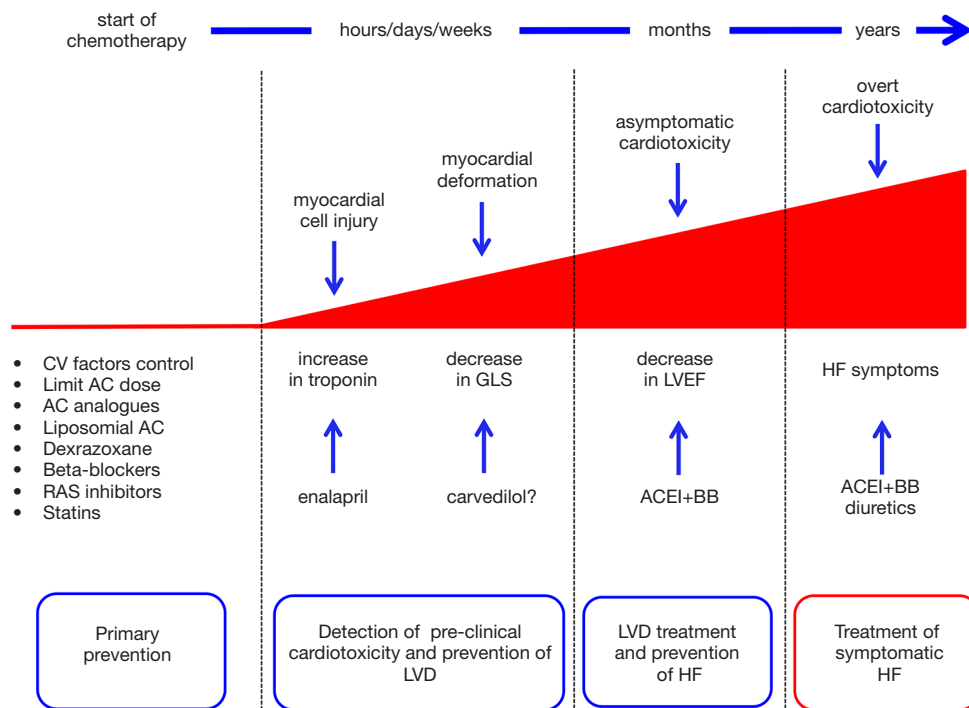 start of
chemotherapy
hours/days/weeks
months
years
overt
cardiotoxicity
asymptomatic
cardiotoxicity
myocardial
deformation
myocardial
cell injury
• CV factors control
• Limit AC dose
• AC analogues
• Liposomial AC
• Dexrazoxane
• Beta-blockers
• RAS inhibitors
• Statins
increase
in troponin
decrease
in GLS
decrease
in LVEF
HF symptoms
enalapril
carvedilol?
ACEI+BB
ACEI+BB
diuretics
Primary
prevention
Detection of pre-clinical
cardiotoxicity and prevention of
LVD
LVD treatment
and prevention
of HF
Treatment of
symptomatic
HF